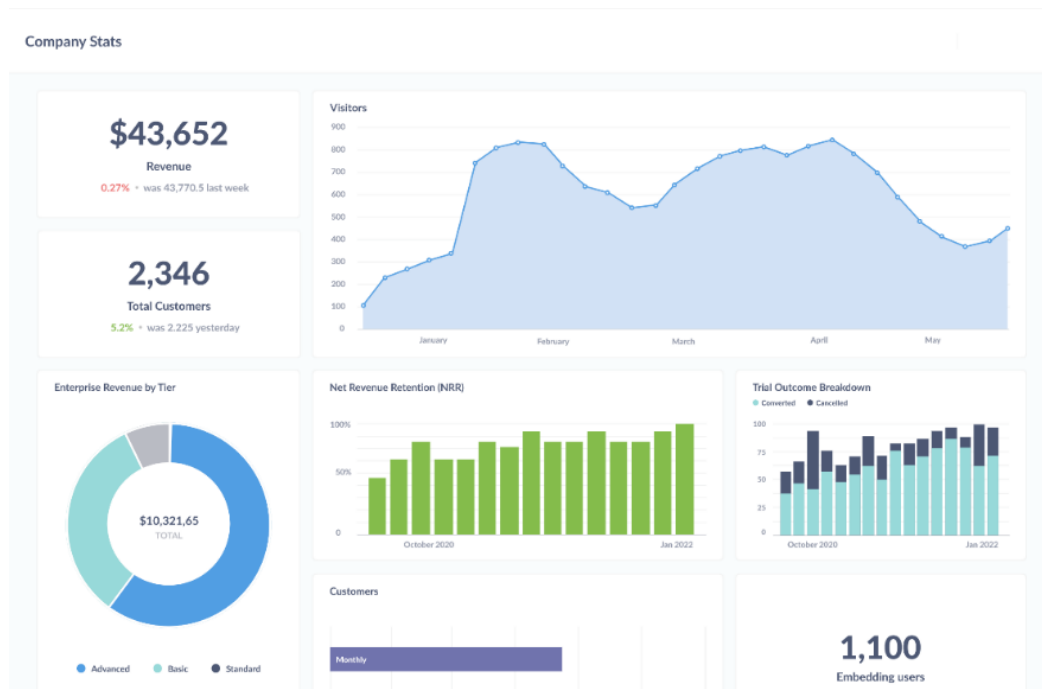 Company Stats
$43,652
Revenue
0.27% • was 43,770.5 last week
2,346
Total Customers
5.2% • was 2.225 yesterday
Visitors
900
800
700
600
500
400
300
200
100
0
January February March April May
Enterprise Revenue by Tier
$10,321,65
TOTAL
Advanced Basic Standard
Net Revenue Retention (NRR)
100%
50%
0
October 2020 Jan 2022
Trial Outcome Breakdown
Converted Cancelled
100
75
50
25
0
October 2020 Jan 2022
Customers
Monthly
1,100
Embedding users